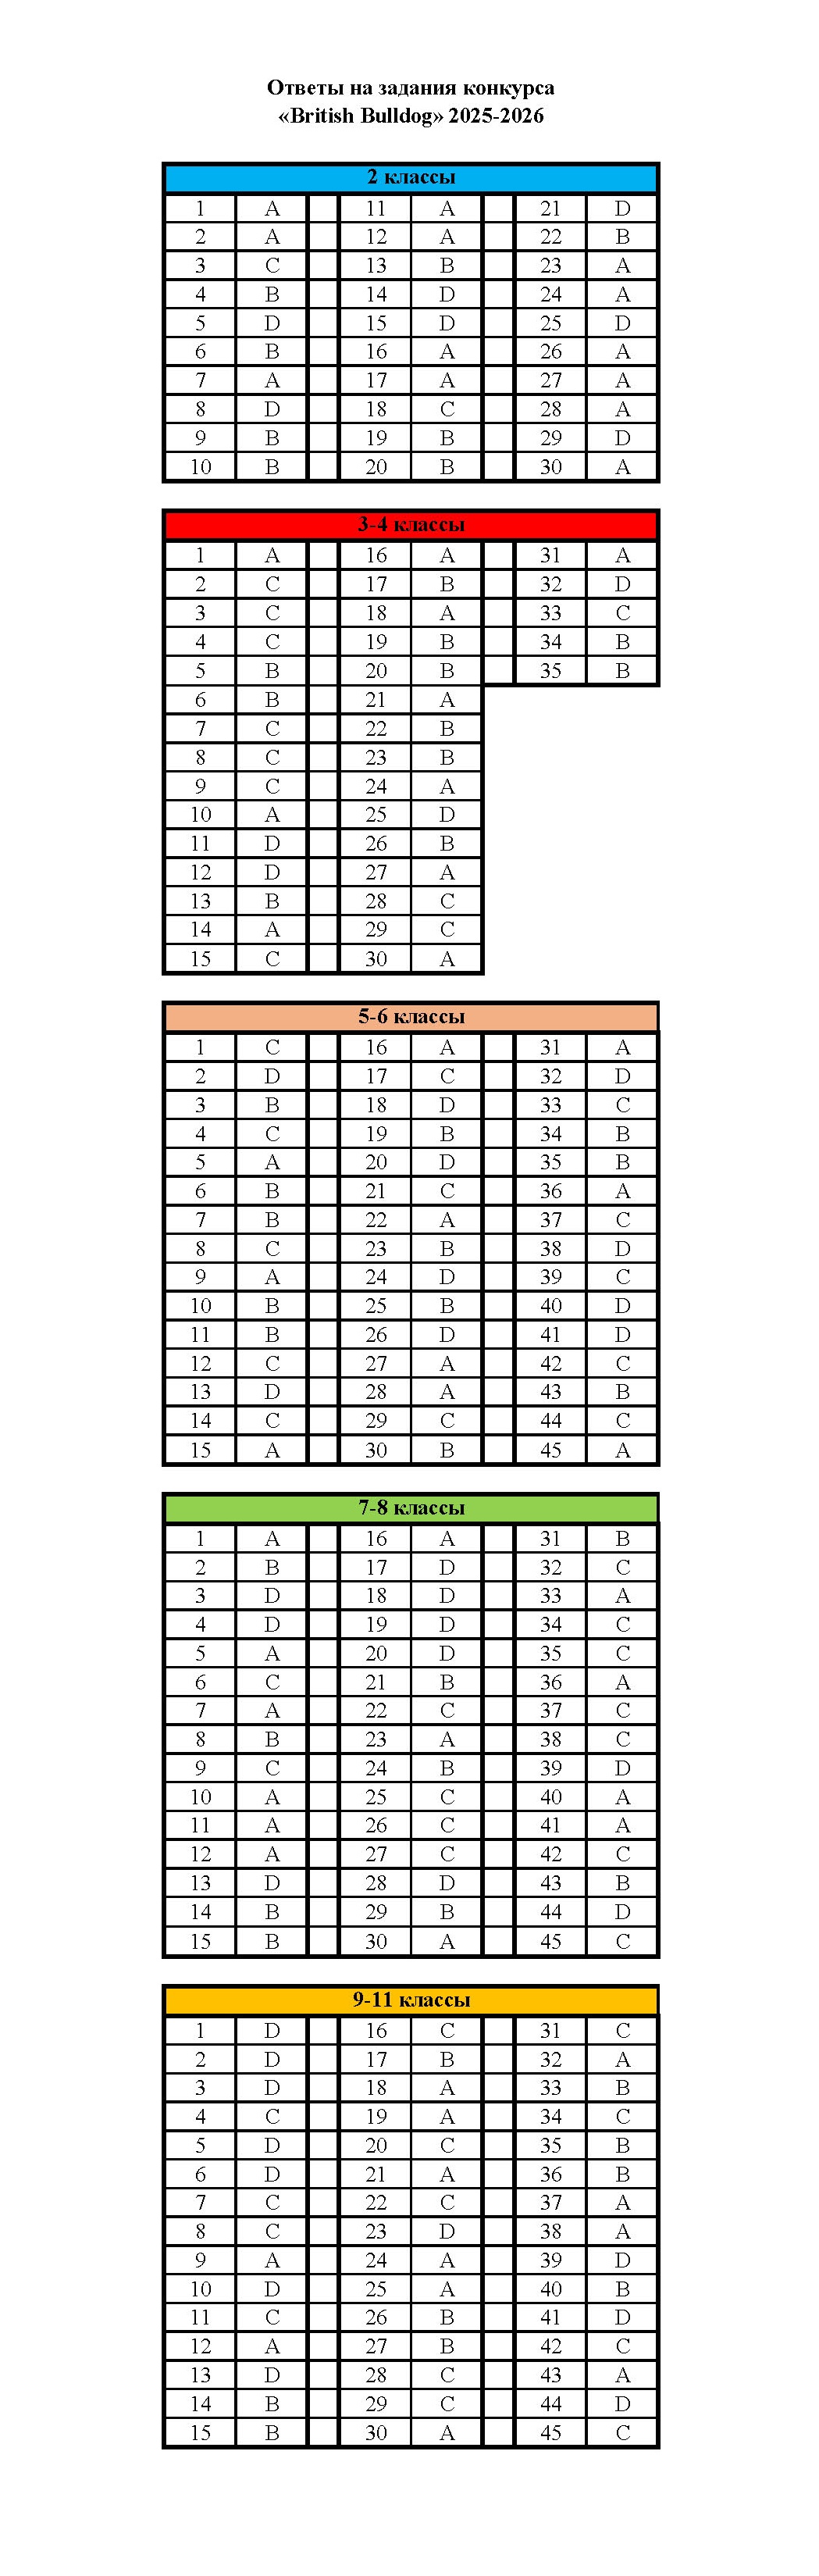 Ответы на задания конкурса
«British Bulldog» 2025-2026
2 классы
1 A 11 A 21 D
2 A 12 A 22 B
3 C 13 B 23 A
4 B 14 D 24 A
5 D 15 D 25 D
6 B 16 A 26 A
7 A 17 A 27 A
8 D 18 C 28 A
9 B 19 B 29 D
10 B 20 B 30 A
3-4 классы
1 A 16 A 31 A
2 C 17 B 32 D
3 C 18 A 33 C
4 C 19 B 34 B
5 B 20 B 35 B
6 B 21 A
7 C 22 B
8 C 23 B
9 C 24 A
10 A 25 D
11 D 26 B
12 D 27 A
13 B 28 C
14 A 29 C
15 C 30 A
5-6 классы
1 C 16 A 31 A
2 D 17 C 32 D
3 B 18 D 33 C
4 C 19 B 34 B
5 A 20 D 35 B
6 B 21 C 36 A
7 B 22 A 37 C
8 C 23 B 38 D
9 A 24 D 39 C
10 B 25 B 40 D
11 B 26 D 41 D
12 C 27 A 42 C
13 D 28 A 43 B
14 C 29 C 44 C
15 A 30 B 45 A
7-8 классы
1 A 16 A 31 B
2 B 17 D 32 C
3 D 18 D 33 A
4 D 19 D 34 C
5 A 20 D 35 C
6 C 21 B 36 A
7 A 22 C 37 C
8 B 23 A 38 C
9 C 24 B 39 D
10 A 25 C 40 A
11 A 26 C 41 A
12 A 27 C 42 C
13 D 28 D 43 B
14 B 29 B 44 D
15 B 30 A 45 C
9-11 классы
1 D 16 C 31 C
2 D 17 B 32 A
3 D 18 A 33 B
4 C 19 A 34 C
5 D 20 C 35 B
6 D 21 A 36 B
7 C 22 C 37 A
8 C 23 D 38 A
9 A 24 A 39 D
10 D 25 A 40 B
11 C 26 B 41 D
12 A 27 B 42 C
13 D 28 C 43 A
14 B 29 C 44 D
15 B 30 A 45 C